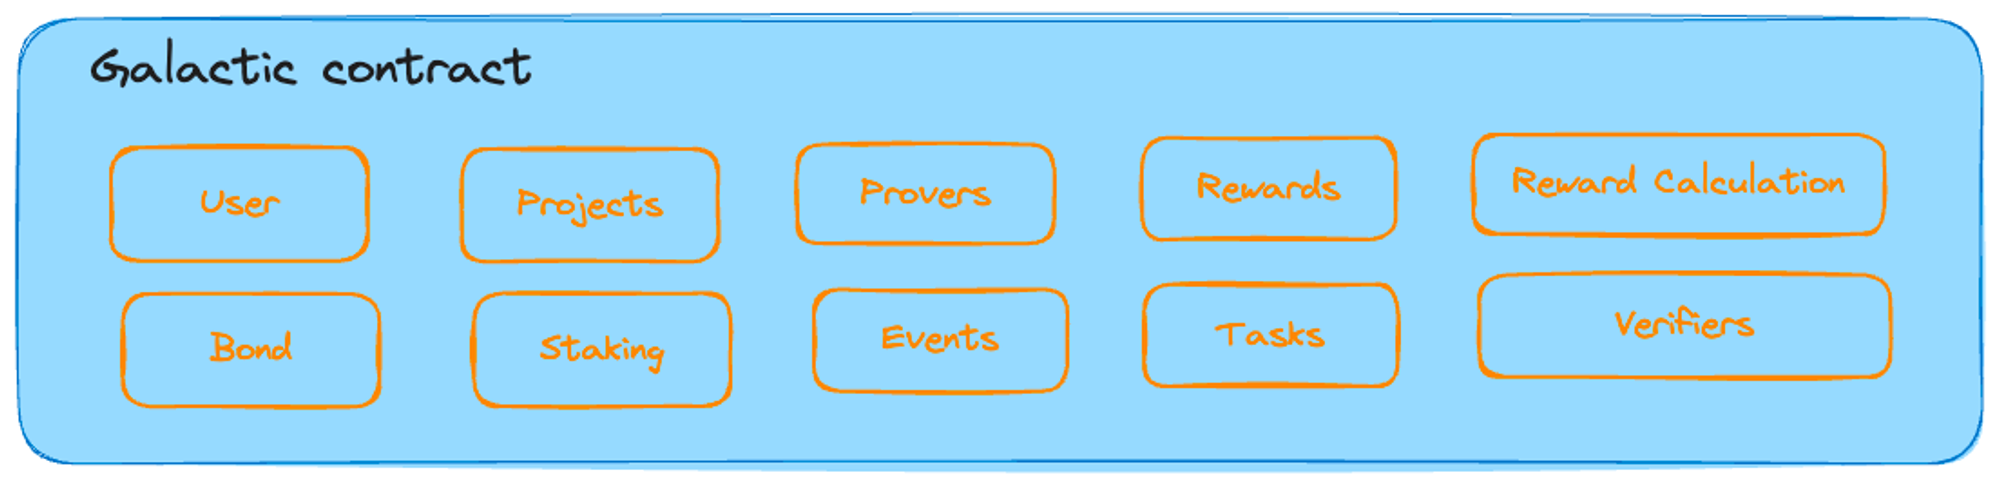 Galactic contract
User
Projects
Provers
Rewards
Reward Calculation
Bond
Staking
Events
Tasks
Verifiers